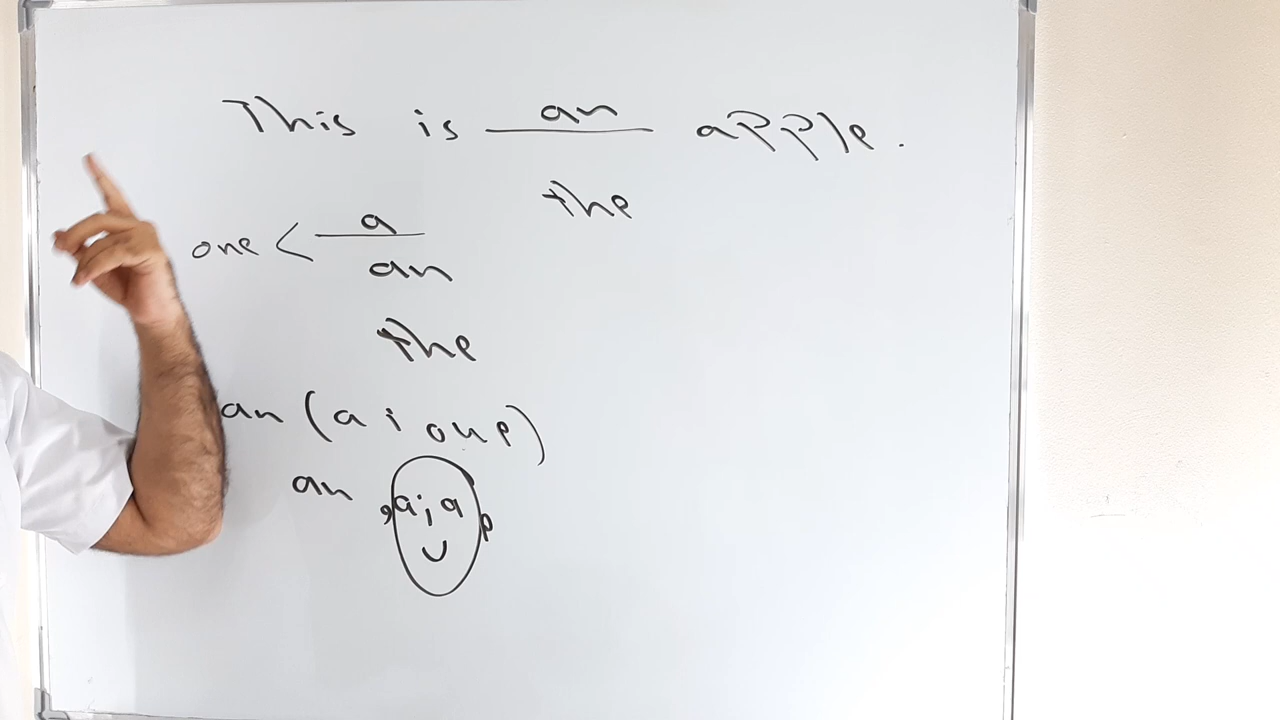 This is an apple.
the
one < a
an
the
an (a i o u e)
an